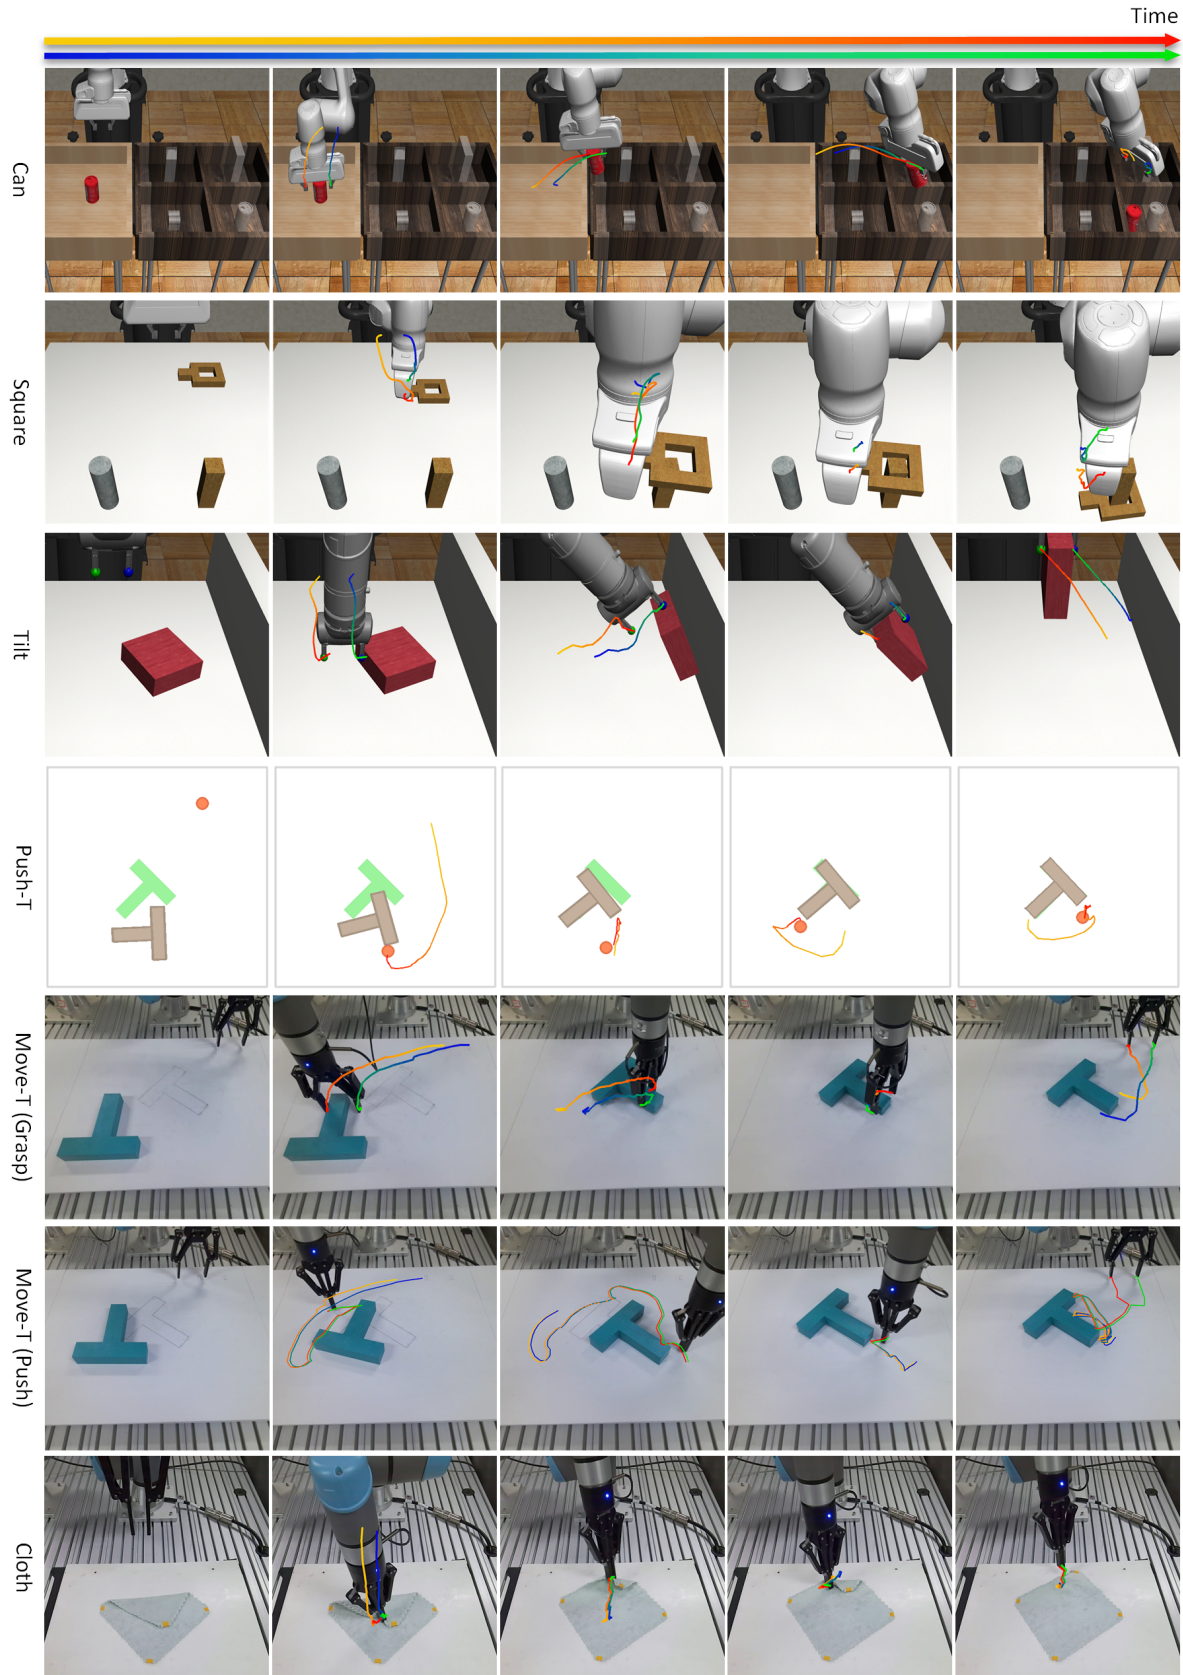 Time
Can
Square
Tilt
Push-T
Move-T (Grasp)
Move-T (Push)
Cloth